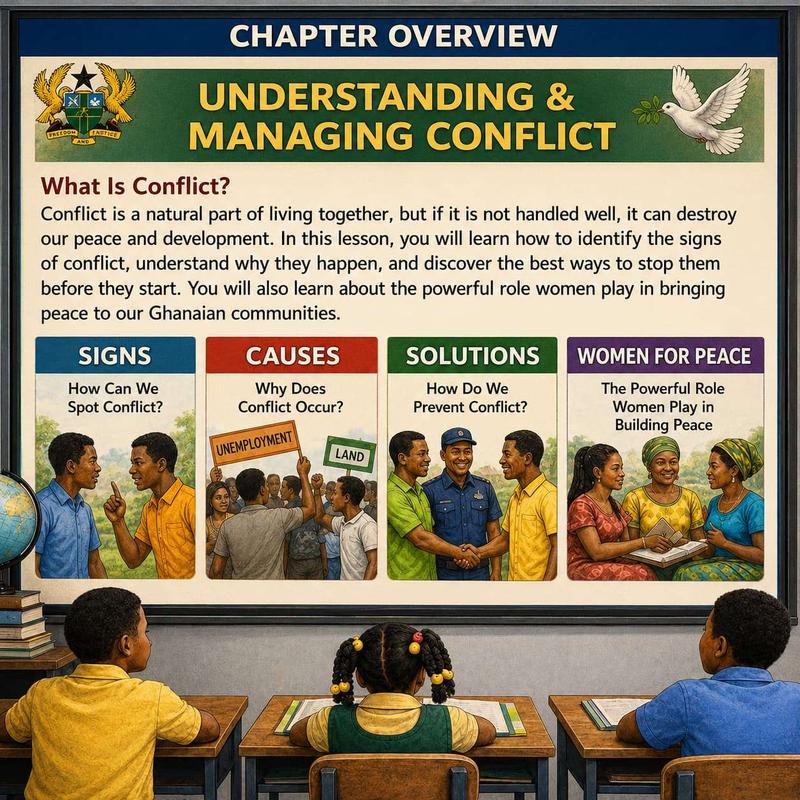 CHAPTER OVERVIEW
UNDERSTANDING &
MANAGING CONFLICT
FREEDOM AND JUSTICE
What Is Conflict?
Conflict is a natural part of living together, but if it is not handled well, it can destroy
our peace and development. In this lesson, you will learn how to identify the signs
of conflict, understand why they happen, and discover the best ways to stop them
before they start. You will also learn about the powerful role women play in bringing
peace to our Ghanaian communities.
SIGNS
How Can We
Spot Conflict?
CAUSES
Why Does
Conflict Occur?
UNEMPLOYMENT
LAND
SOLUTIONS
How Do We
Prevent Conflict?
WOMEN FOR PEACE
The Powerful Role
Women Play in
Building Peace